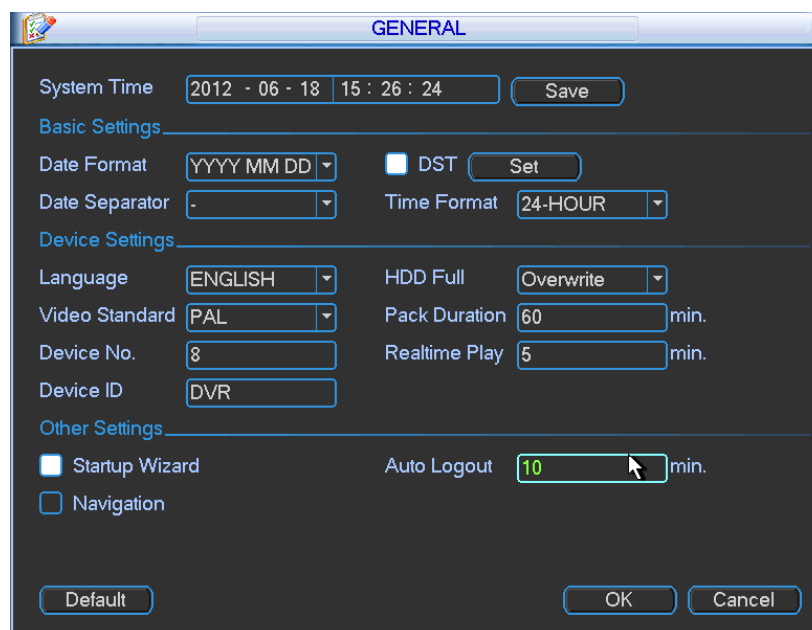 GENERAL
System Time 2012 - 06 - 18 15 : 26 : 24 Save
Basic Settings
Date Format YYYY MM DD DST Set
Date Separator - Time Format 24-HOUR
Device Settings
Language ENGLISH HDD Full Overwrite
Video Standard PAL Pack Duration 60 min.
Device No. 8 Realtime Play 5 min.
Device ID DVR
Other Settings
Startup Wizard Auto Logout 10 min.
Navigation
Default OK Cancel